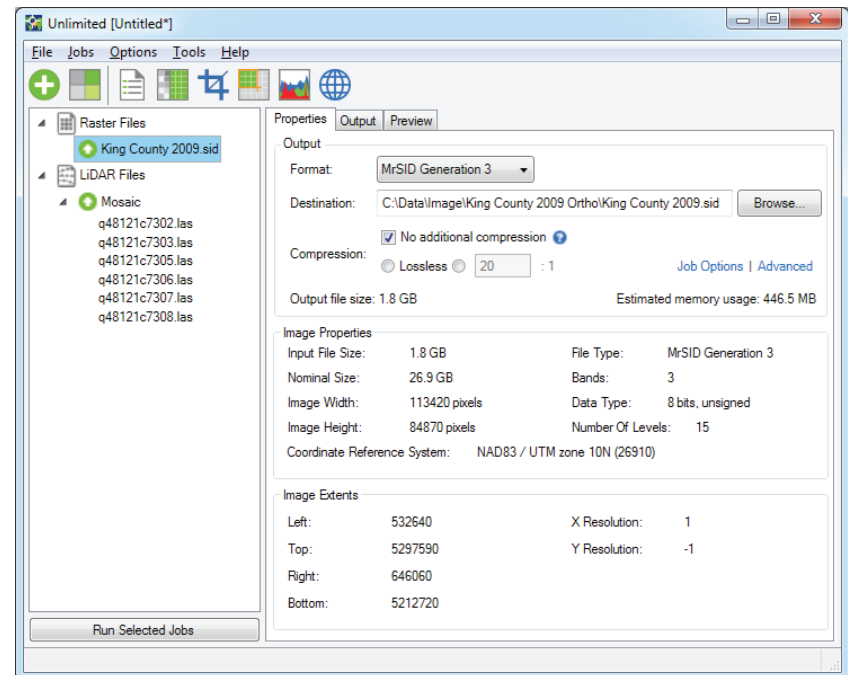 Unlimited [Untitled*]
File Jobs Options Tools Help
Raster Files
King County 2009.sid
LiDAR Files
Mosaic
q48121c7302.las
q48121c7303.las
q48121c7305.las
q48121c7306.las
q48121c7307.las
q48121c7308.las
Run Selected Jobs
Properties Output Preview
Output
Format: MrSID Generation 3
Destination: C:\Data\Image\King County 2009 Ortho\King County 2009.sid Browse...
No additional compression ?
Compression:
Lossless 20 : 1 Job Options | Advanced
Output file size: 1.8 GB Estimated memory usage: 446.5 MB
Image Properties
Input File Size: 1.8 GB File Type: MrSID Generation 3
Nominal Size: 26.9 GB Bands: 3
Image Width: 113420 pixels Data Type: 8 bits, unsigned
Image Height: 84870 pixels Number Of Levels: 15
Coordinate Reference System: NAD83 / UTM zone 10N (26910)
Image Extents
Left: 532640 X Resolution: 1
Top: 5297590 Y Resolution: -1
Right: 646060
Bottom: 5212720